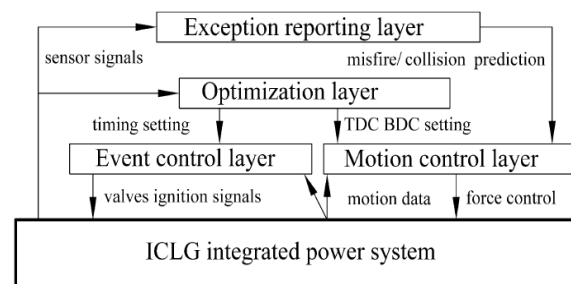 Exception reporting layer
sensor signals
misfire/ collision prediction
Optimization layer
timing setting
TDC BDC setting
Event control layer
Motion control layer
valves ignition signals
motion data
force control
ICLG integrated power system